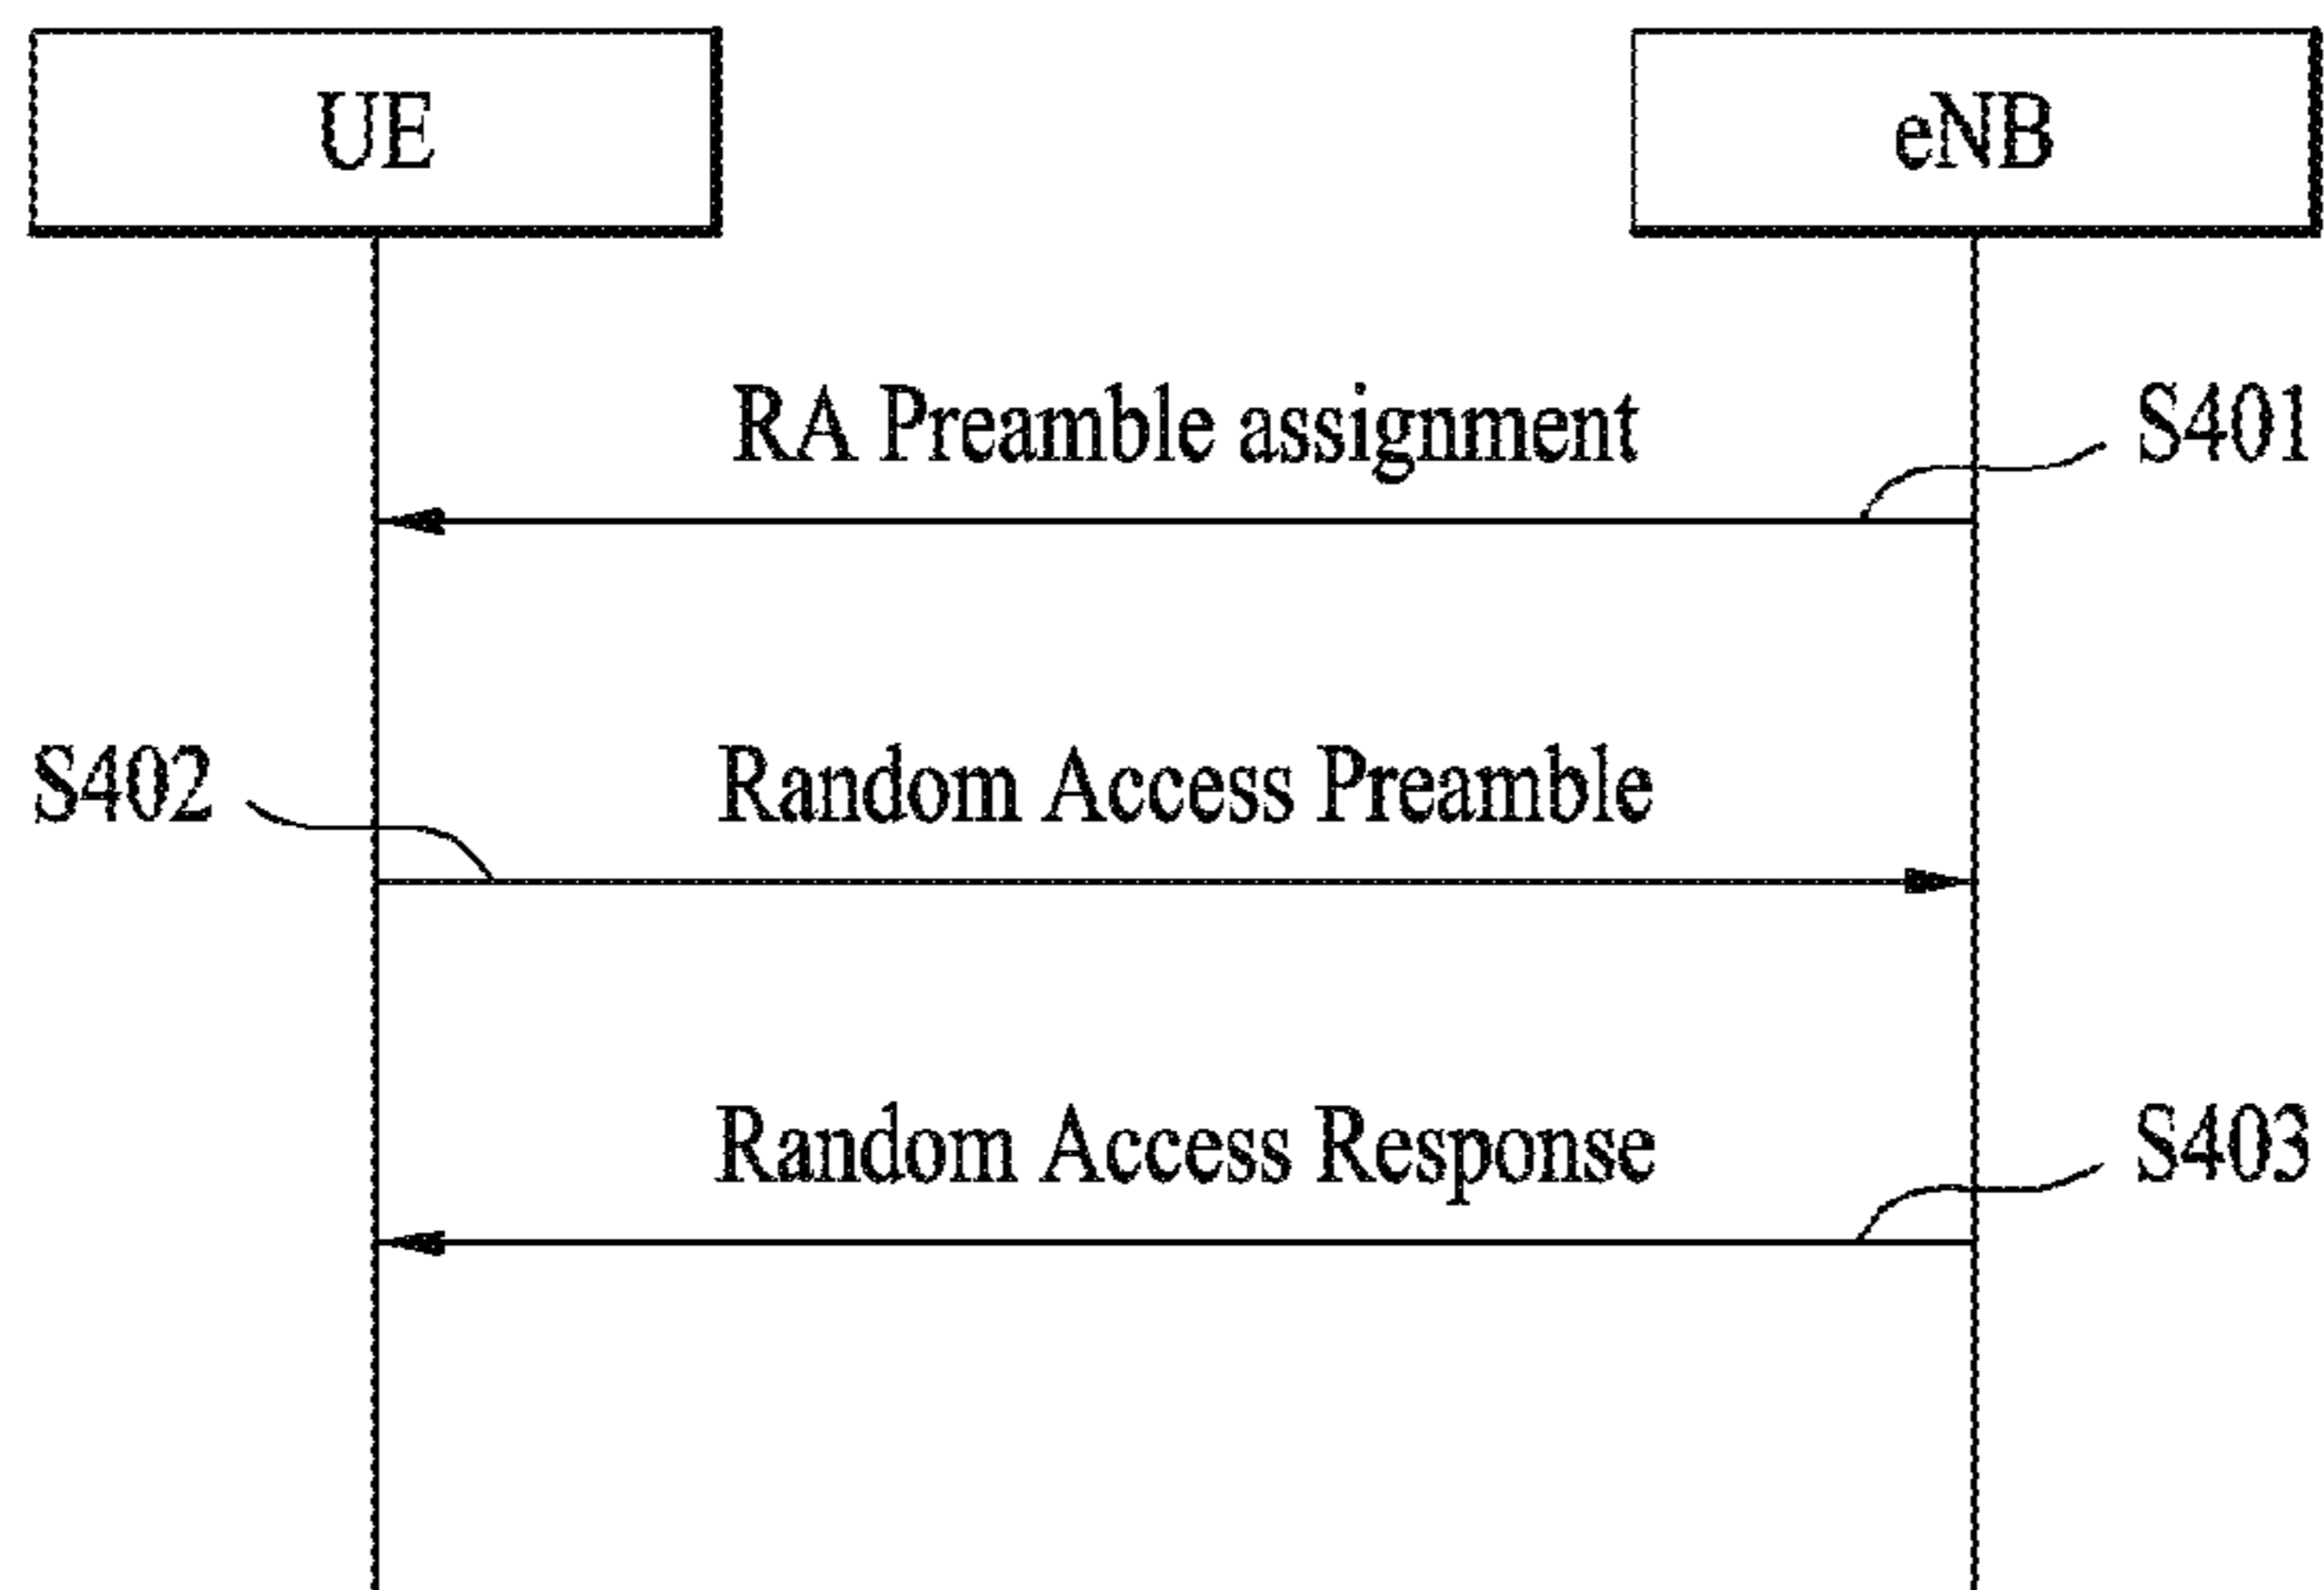 UE
eNB
RA Preamble assignment
S401
S402
Random Access Preamble
Random Access Response
S403